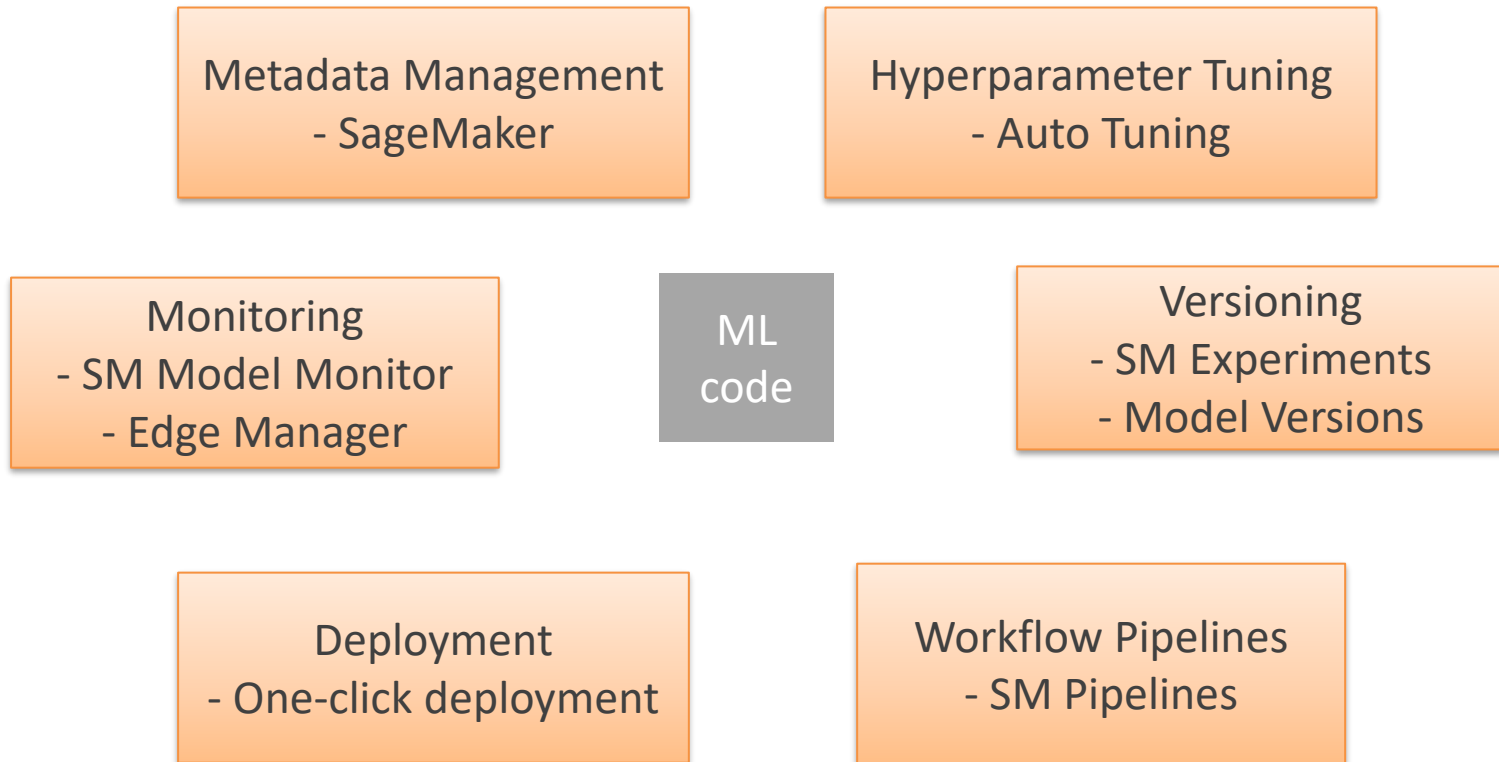 Metadata Management
- SageMaker
Hyperparameter Tuning
- Auto Tuning
Monitoring
- SM Model Monitor
- Edge Manager
ML
code
Versioning
- SM Experiments
- Model Versions
Deployment
- One-click deployment
Workflow Pipelines
- SM Pipelines